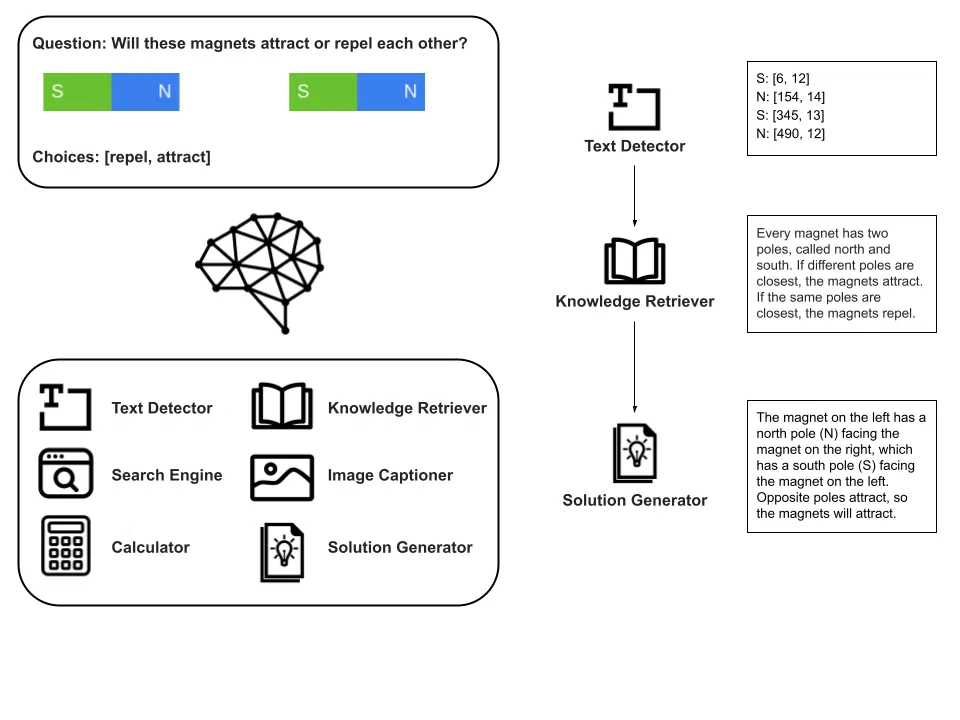 Question: Will these magnets attract or repel each other?
S N S N
Choices: [repel, attract]
Text Detector Knowledge Retriever
Search Engine Image Captioner
Calculator Solution Generator
Text Detector
S: [6, 12]
N: [154, 14]
S: [345, 13]
N: [490, 12]
Knowledge Retriever
Every magnet has two
poles, called north and
south. If different poles are
closest, the magnets attract.
If the same poles are
closest, the magnets repel.
Solution Generator
The magnet on the left has a
north pole (N) facing the
magnet on the right, which
has a south pole (S) facing
the magnet on the left.
Opposite poles attract, so
the magnets will attract.